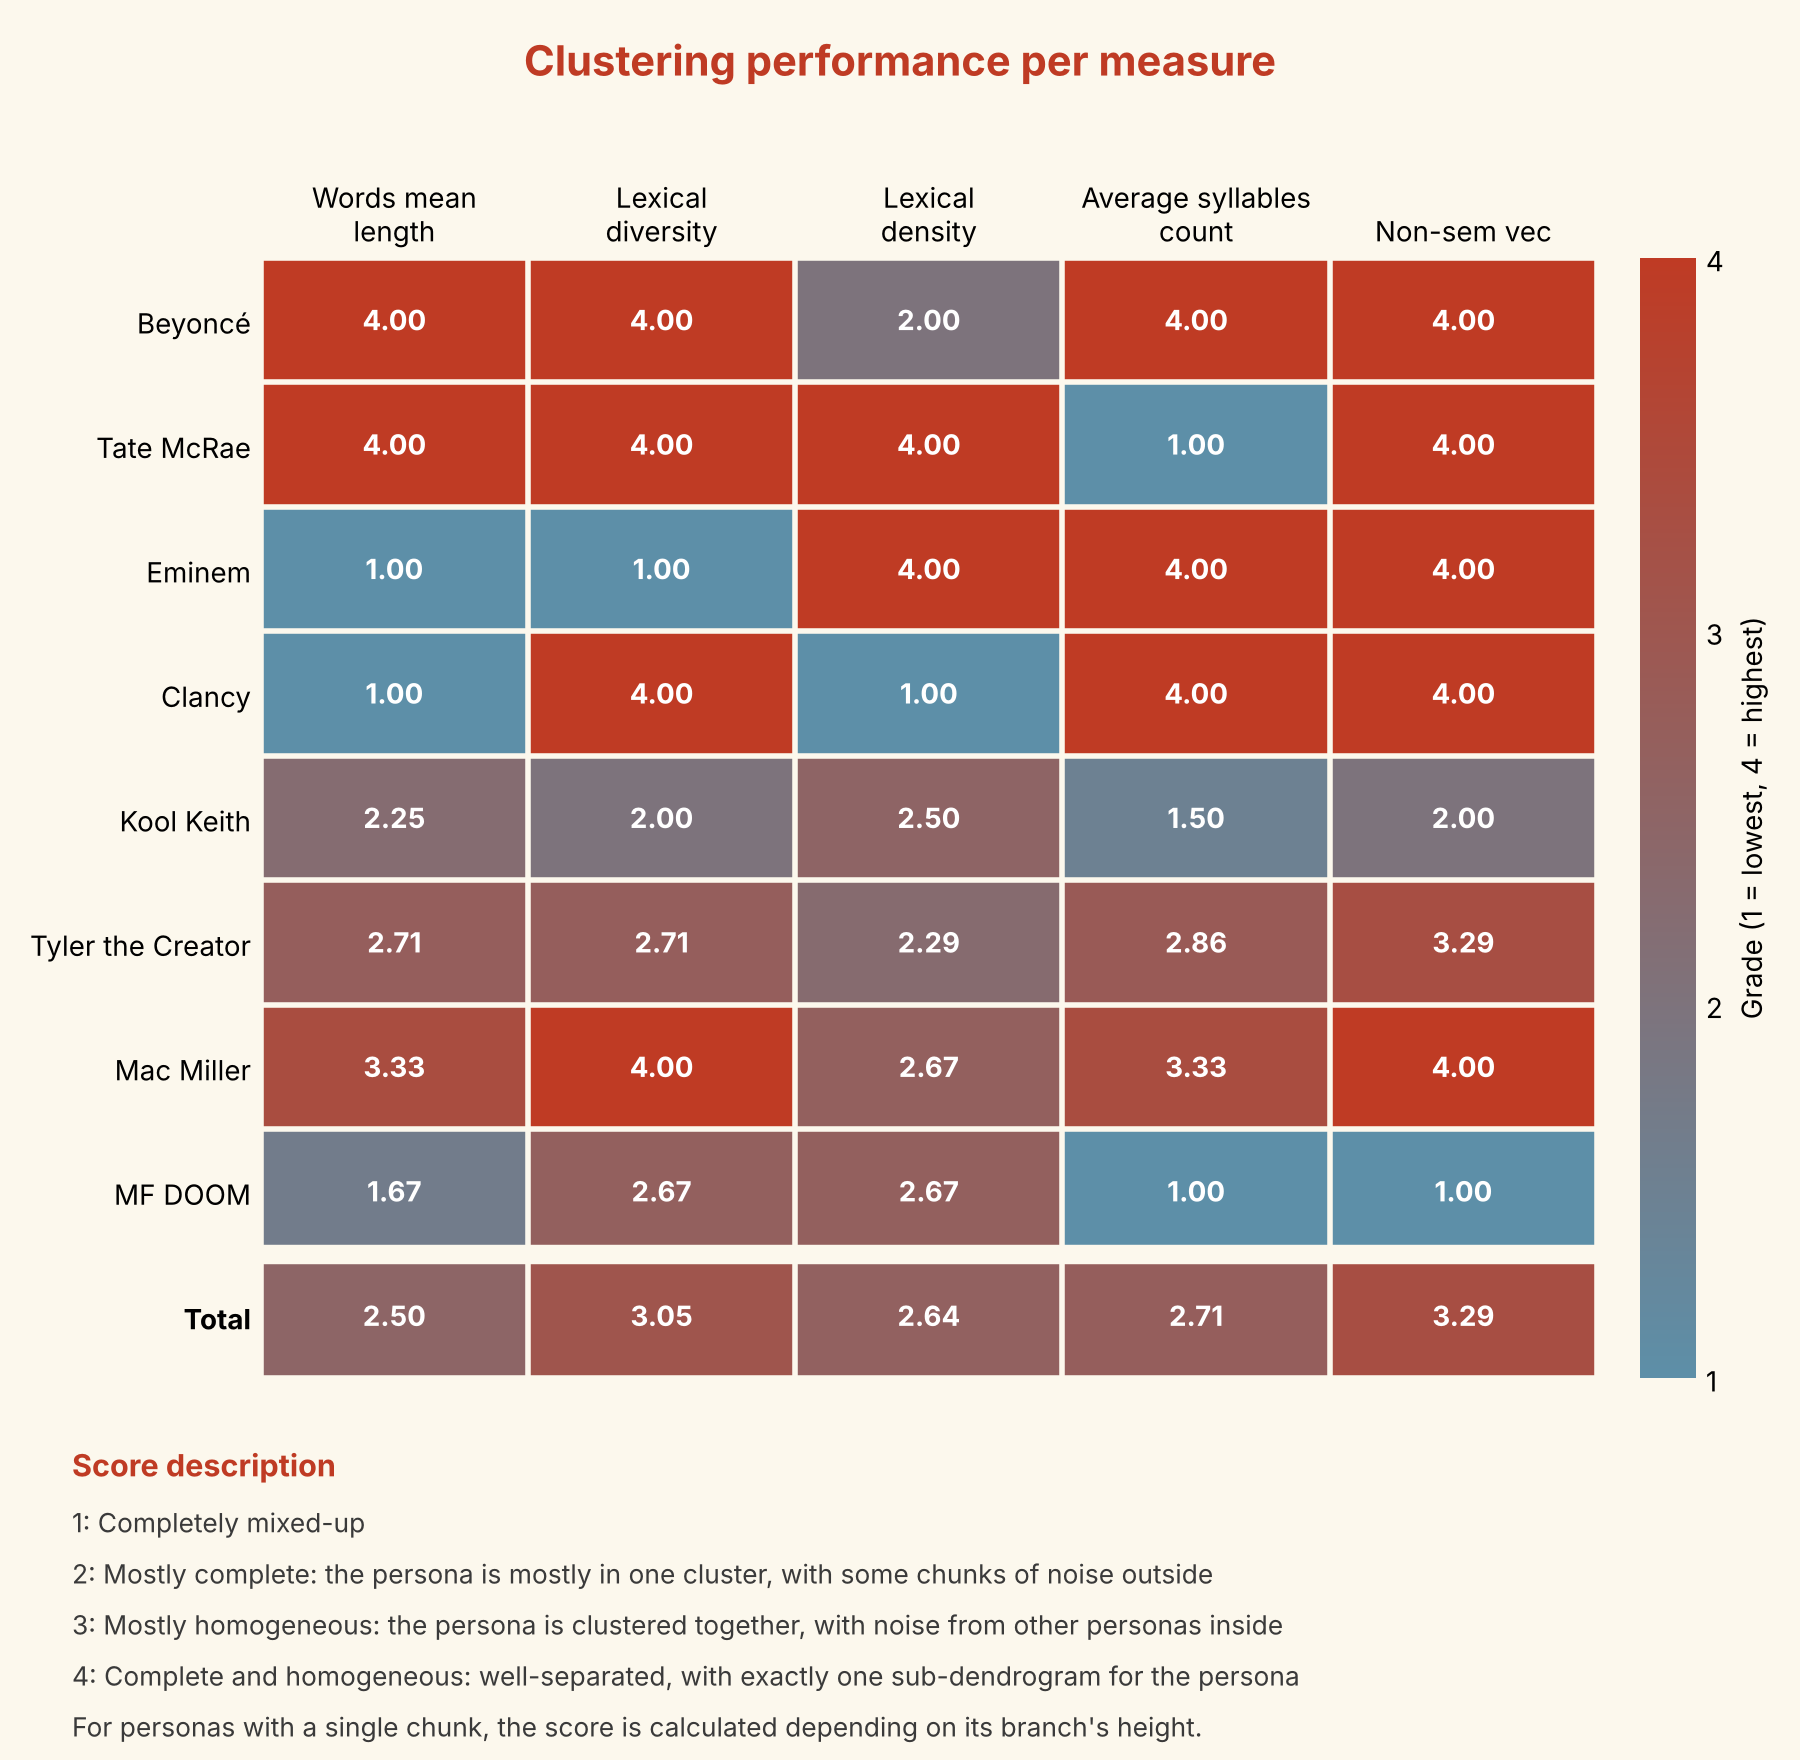 Clustering performance per measure
Words mean length
Lexical diversity
Lexical density
Average syllables count
Non-sem vec
Beyoncé 4.00 4.00 2.00 4.00 4.00
Tate McRae 4.00 4.00 4.00 1.00 4.00
Eminem 1.00 1.00 4.00 4.00 4.00
Clancy 1.00 4.00 1.00 4.00 4.00
Kool Keith 2.25 2.00 2.50 1.50 2.00
Tyler the Creator 2.71 2.71 2.29 2.86 3.29
Mac Miller 3.33 4.00 2.67 3.33 4.00
MF DOOM 1.67 2.67 2.67 1.00 1.00
Total 2.50 3.05 2.64 2.71 3.29
4
3
2
1
Grade (1 = lowest, 4 = highest)
Score description
1: Completely mixed-up
2: Mostly complete: the persona is mostly in one cluster, with some chunks of noise outside
3: Mostly homogeneous: the persona is clustered together, with noise from other personas inside
4: Complete and homogeneous: well-separated, with exactly one sub-dendrogram for the persona
For personas with a single chunk, the score is calculated depending on its branch's height.